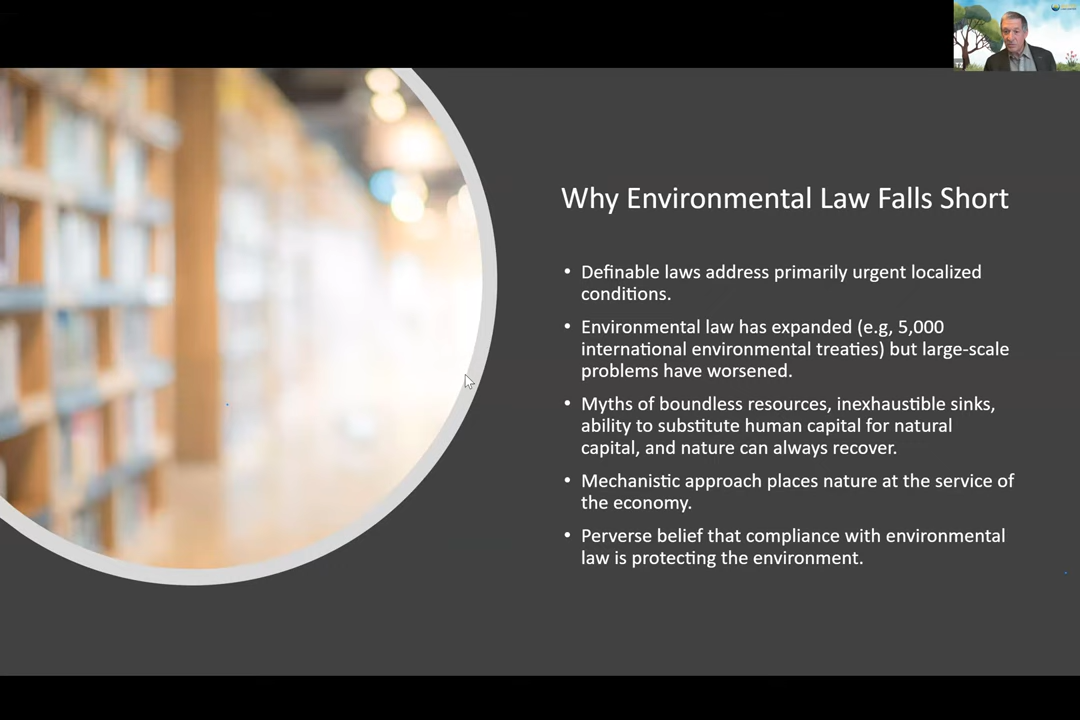 Why Environmental Law Falls Short
• Definable laws address primarily urgent localized
conditions.
• Environmental law has expanded (e.g, 5,000
international environmental treaties) but large-scale
problems have worsened.
• Myths of boundless resources, inexhaustible sinks,
ability to substitute human capital for natural
capital, and nature can always recover.
• Mechanistic approach places nature at the service of
the economy.
• Perverse belief that compliance with environmental
law is protecting the environment.